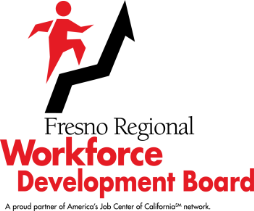 Fresno Regional
Workforce
Development Board
A proud partner of America's Job Center of California℠ network.